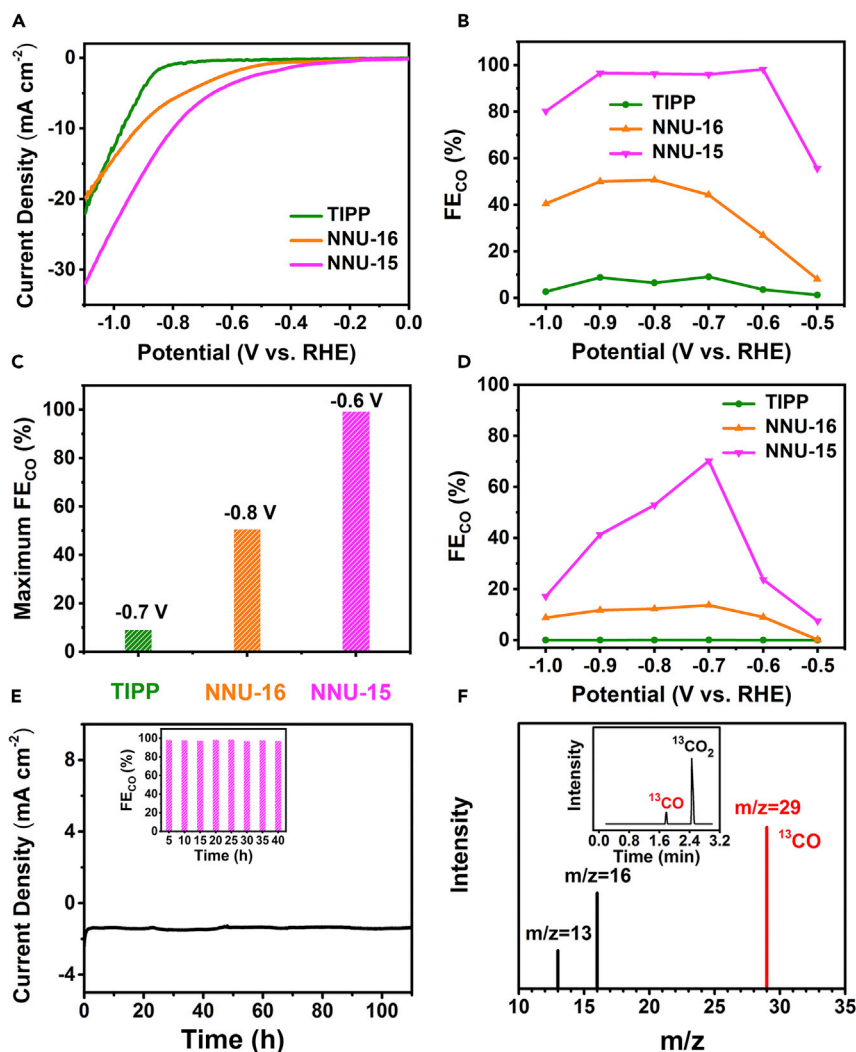 A
Current Density (mA cm⁻²)
0
-10
-20
-30
TIPP
NNU-16
NNU-15
-1.0 -0.8 -0.6 -0.4 -0.2 0.0
Potential (V vs. RHE)
B
FE_CO (%)
100
80
60
40
20
0
TIPP
NNU-16
NNU-15
-1.0 -0.9 -0.8 -0.7 -0.6 -0.5
Potential (V vs. RHE)
C
Maximum FE_CO (%)
100
80
60
40
20
0
-0.7 V
-0.8 V
-0.6 V
TIPP NNU-16 NNU-15
D
FE_CO (%)
100
80
60
40
20
0
TIPP
NNU-16
NNU-15
-1.0 -0.9 -0.8 -0.7 -0.6 -0.5
Potential (V vs. RHE)
E
Current Density (mA cm⁻²)
8
4
0
-4
FE_CO (%)
100
80
60
40
20
0
5 10 15 20 25 30 35 40
Time (h)
0 20 40 60 80 100
Time (h)
F
Intensity
Intensity
¹³CO
¹³CO₂
0.0 0.8 1.6 2.4 3.2
Time (min)
m/z=29
¹³CO
m/z=16
m/z=13
10 15 20 25 30 35
m/z